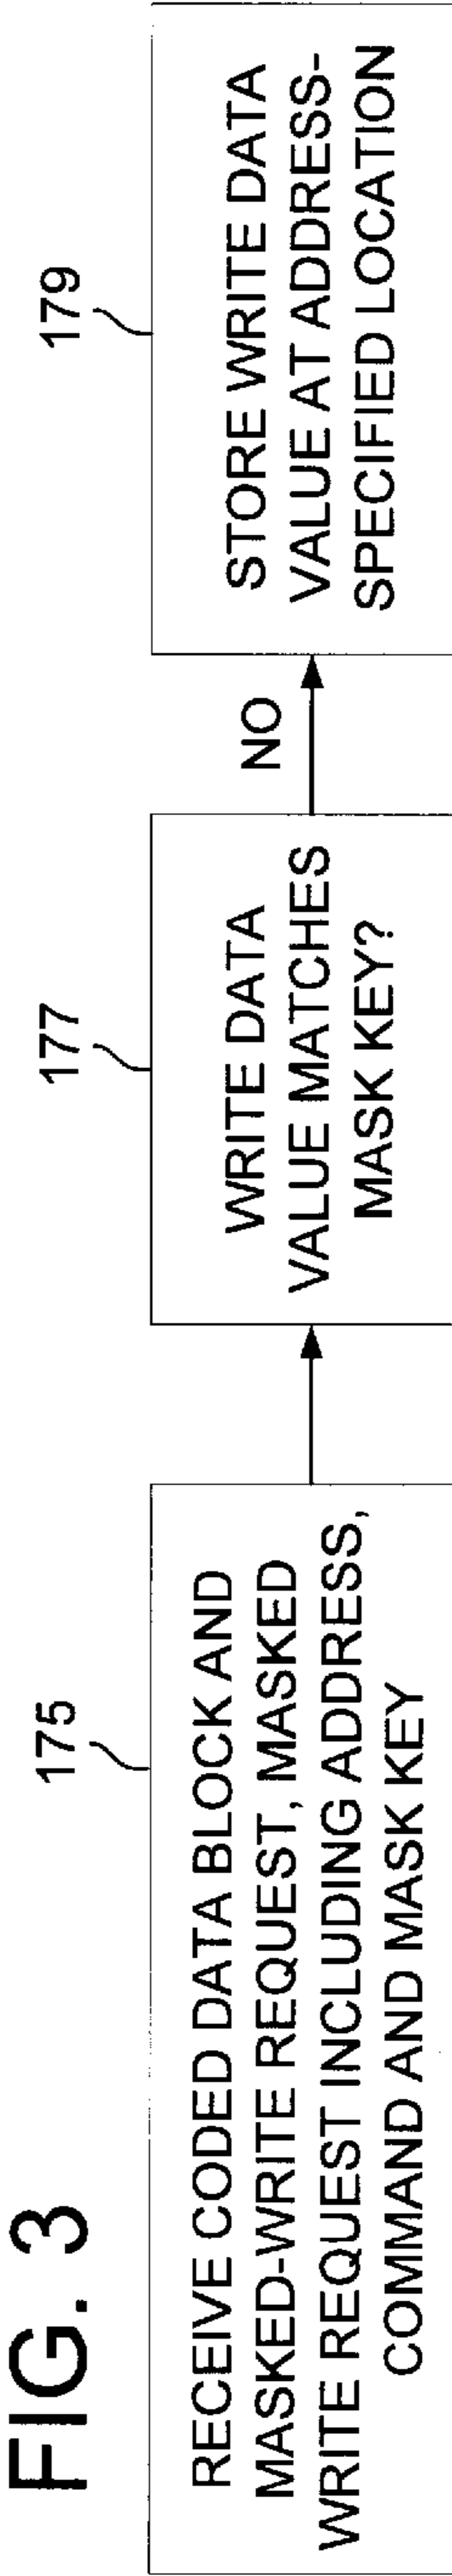 FIG. 3
175
RECEIVE CODED DATA BLOCK AND
MASKED-WRITE REQUEST, MASKED
WRITE REQUEST INCLUDING ADDRESS,
COMMAND AND MASK KEY
177
WRITE DATA
VALUE MATCHES
MASK KEY?
NO
179
STORE WRITE DATA
VALUE AT ADDRESS-
SPECIFIED LOCATION